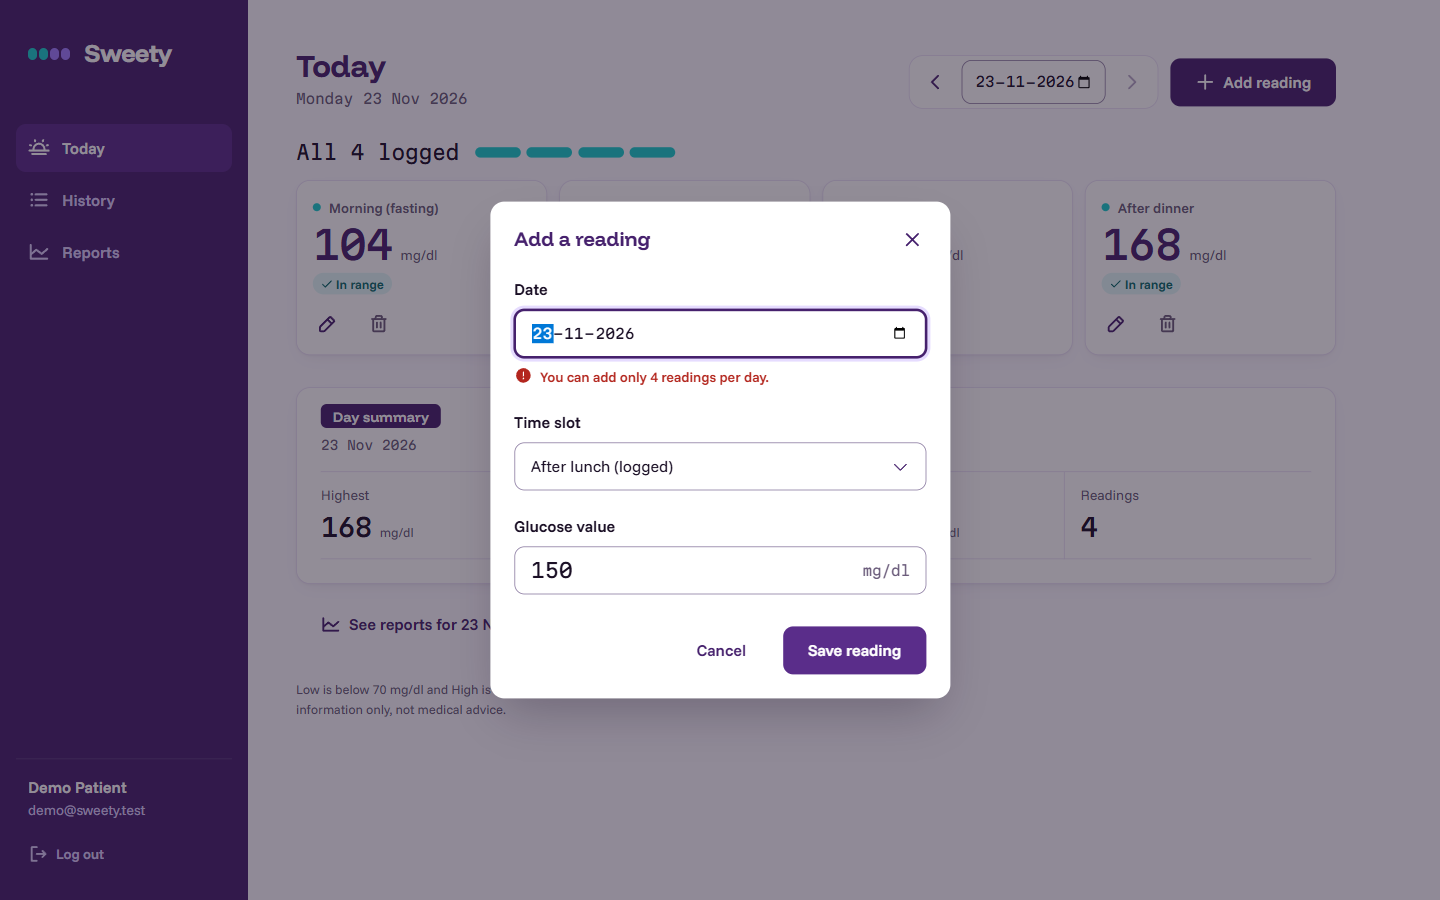 Sweety
Today
History
Reports
Demo Patient
demo@sweety.test
Log out
Today
Monday 23 Nov 2026
23-11-2026
Add reading
All 4 logged
Morning (fasting)
104 mg/dl
In range
After dinner
168 mg/dl
In range
Day summary
23 Nov 2026
Highest
168 mg/dl
Readings
4
See reports for 23
Low is below 70 mg/dl and High is
information only, not medical advice.
Add a reading
Date
23-11-2026
You can add only 4 readings per day.
Time slot
After lunch (logged)
Glucose value
150 mg/dl
Cancel
Save reading